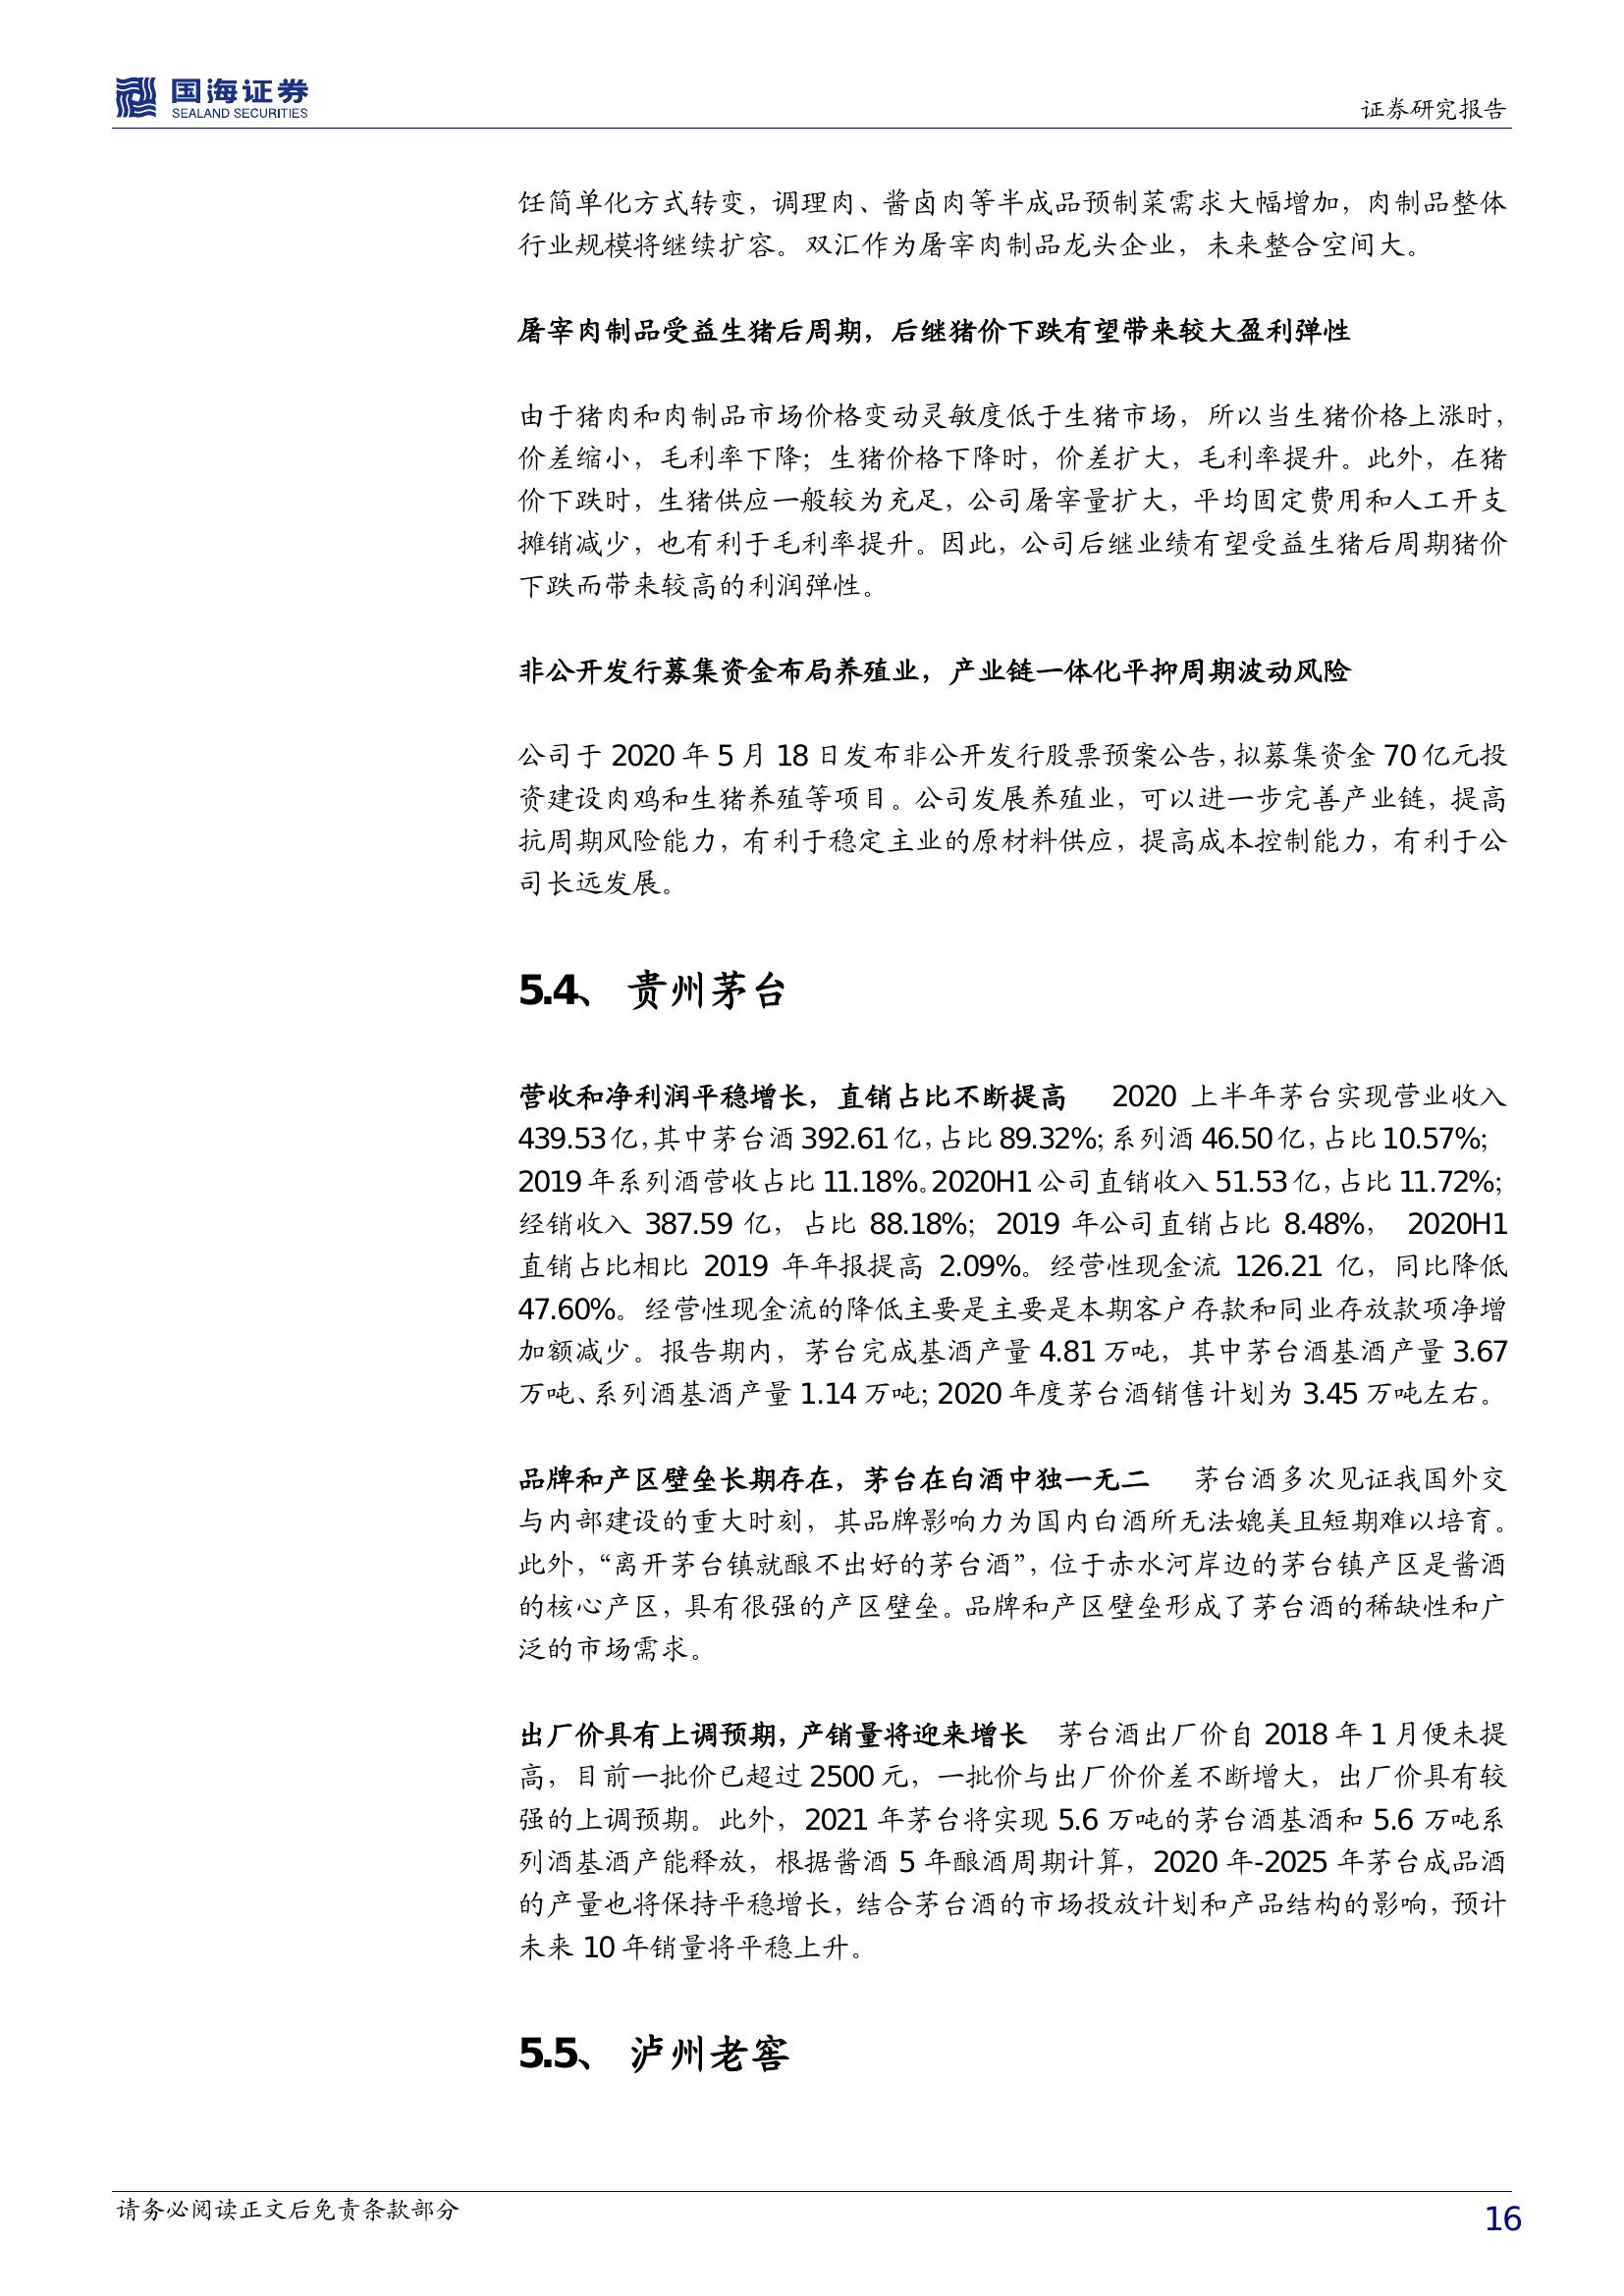 国海证券
SEALAND SECURITIES
证券研究报告
饪简单化方式转变，调理肉、酱卤肉等半成品预制菜需求大幅增加，肉制品整体
行业规模将继续扩容。双汇作为屠宰肉制品龙头企业，未来整合空间大。
屠宰肉制品受益生猪后周期，后继猪价下跌有望带来较大盈利弹性
由于猪肉和肉制品市场价格变动灵敏度低于生猪市场，所以当生猪价格上涨时，
价差缩小，毛利率下降；生猪价格下降时，价差扩大，毛利率提升。此外，在猪
价下跌时，生猪供应一般较为充足，公司屠宰量扩大，平均固定费用和人工开支
摊销减少，也有利于毛利率提升。因此，公司后继业绩有望受益生猪后周期猪价
下跌而带来较高的利润弹性。
非公开发行募集资金布局养殖业，产业链一体化平抑周期波动风险
公司于 2020 年 5 月 18 日发布非公开发行股票预案公告，拟募集资金 70 亿元投
资建设肉鸡和生猪养殖等项目。公司发展养殖业，可以进一步完善产业链，提高
抗周期风险能力，有利于稳定主业的原材料供应，提高成本控制能力，有利于公
司长远发展。
5.4、 贵州茅台
营收和净利润平稳增长，直销占比不断提高 2020 上半年茅台实现营业收入
439.53 亿，其中茅台酒 392.61 亿，占比 89.32%；系列酒 46.50 亿，占比 10.57%；
2019 年系列酒营收占比 11.18%。2020H1 公司直销收入 51.53 亿，占比 11.72%；
经销收入 387.59 亿，占比 88.18%；2019 年公司直销占比 8.48%， 2020H1
直销占比相比 2019 年年报提高 2.09%。经营性现金流 126.21 亿，同比降低
47.60%。经营性现金流的降低主要是主要是本期客户存款和同业存放款项净增
加额减少。报告期内，茅台完成基酒产量 4.81 万吨，其中茅台酒基酒产量 3.67
万吨、系列酒基酒产量 1.14 万吨；2020 年度茅台酒销售计划为 3.45 万吨左右。
品牌和产区壁垒长期存在，茅台在白酒中独一无二 茅台酒多次见证我国外交
与内部建设的重大时刻，其品牌影响力为国内白酒所无法媲美且短期难以培育。
此外，“离开茅台镇就酿不出好的茅台酒”，位于赤水河岸边的茅台镇产区是酱酒
的核心产区，具有很强的产区壁垒。品牌和产区壁垒形成了茅台酒的稀缺性和广
泛的市场需求。
出厂价具有上调预期，产销量将迎来增长 茅台酒出厂价自 2018 年 1 月便未提
高，目前一批价已超过 2500 元，一批价与出厂价价差不断增大，出厂价具有较
强的上调预期。此外，2021 年茅台将实现 5.6 万吨的茅台酒基酒和 5.6 万吨系
列酒基酒产能释放，根据酱酒 5 年酿酒周期计算，2020 年-2025 年茅台成品酒
的产量也将保持平稳增长，结合茅台酒的市场投放计划和产品结构的影响，预计
未来 10 年销量将平稳上升。
5.5、 泸州老窖
请务必阅读正文后免责条款部分
16